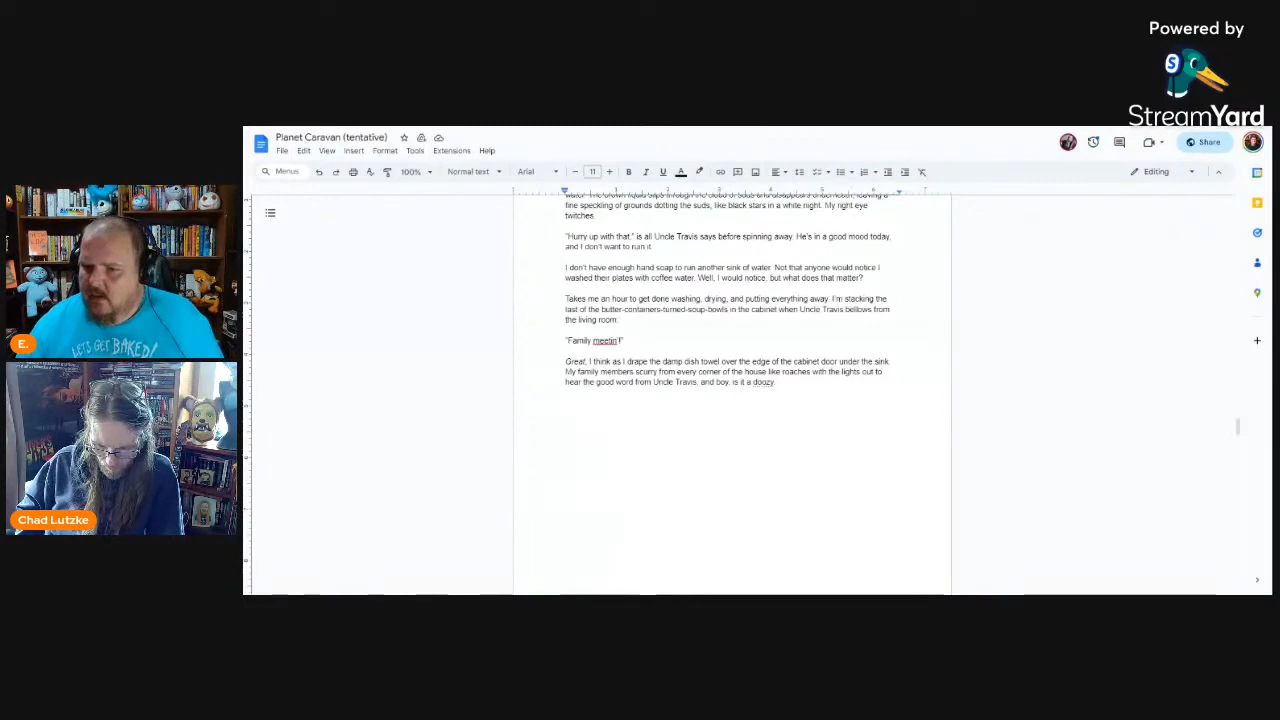 Powered by
StreamYard
Planet Caravan (tentative)
File Edit View Insert Format Tools Extensions Help
Share
Menus 100% Normal text Arial 11 Editing
fine speckling of grounds dotting the suds, like black stars in a white night. My right eye
twitches.
"Hurry up with that," is all Uncle Travis says before spinning away. He's in a good mood today,
and I don't want to run it.
I don't have enough hand soap to run another sink of water. Not that anyone would notice I
washed their plates with coffee water. Well, I would notice, but what does that matter?
Takes me an hour to get done washing, drying, and putting everything away. I'm stacking the
last of the butter-containers-turned-soup-bowls in the cabinet when Uncle Travis bellows from
the living room:
"Family meetin'!"
Great, I think as I drape the damp dish towel over the edge of the cabinet door under the sink.
My family members scurry from every corner of the house like roaches with the lights out to
hear the good word from Uncle Travis, and boy, is it a doozy.
LET'S GET BAKED!
E.
Chad Lutzke